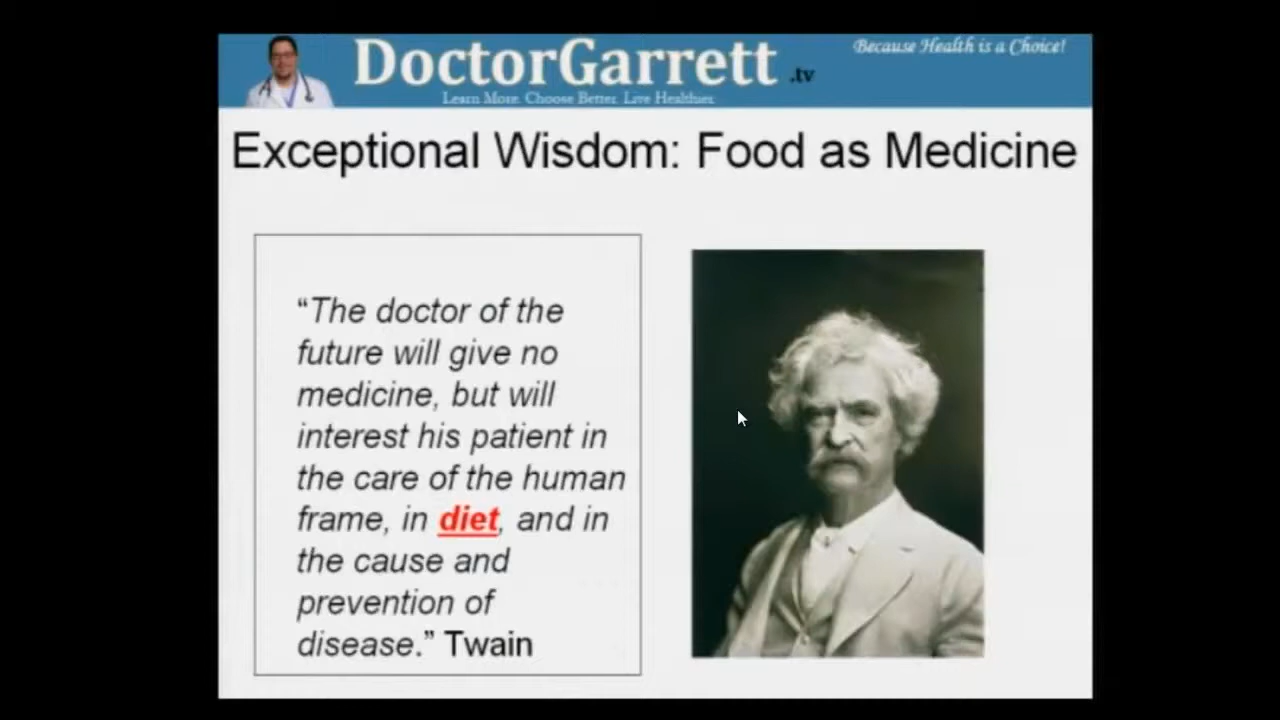 DoctorGarrett .tv
Because Health is a Choice!
Learn More. Choose Better. Live Healthier.
Exceptional Wisdom: Food as Medicine
“The doctor of the
future will give no
medicine, but will
interest his patient in
the care of the human
frame, in diet, and in
the cause and
prevention of
disease.” Twain